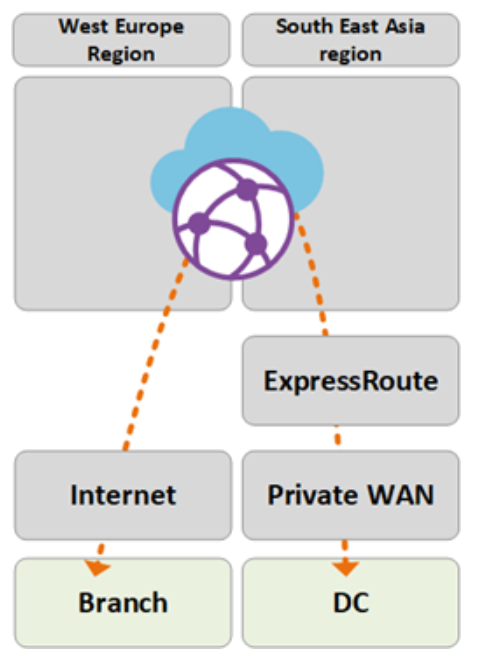 West Europe
Region
South East Asia
region
ExpressRoute
Internet
Private WAN
Branch
DC